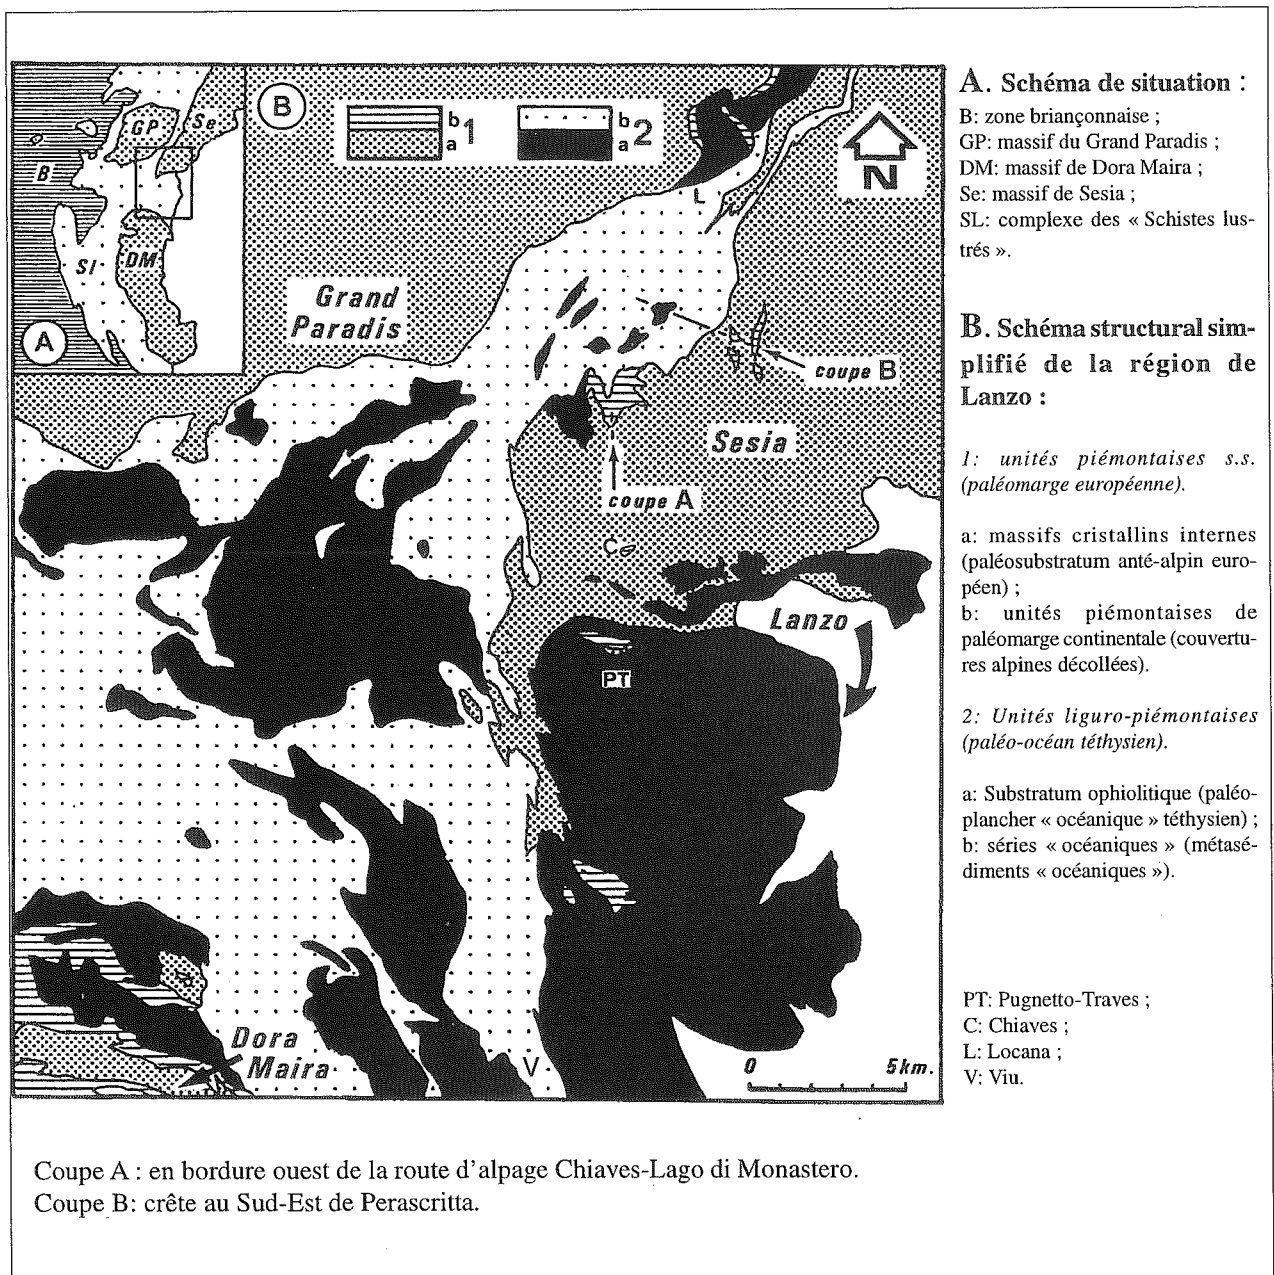 A
GP
Se
B
Sl
DM
B
b 1
a
b 2
a
N
L
Grand
Paradis
coupe B
Sesia
coupe A
C
Lanzo
PT
Dora
Maira
V
0 5km.
A. Schéma de situation :
B: zone briançonnaise ;
GP: massif du Grand Paradis ;
DM: massif de Dora Maira ;
Se: massif de Sesia ;
SL: complexe des « Schistes lus-
trés ».
B. Schéma structural sim-
plifié de la région de
Lanzo :
1: unités piémontaises s.s.
(paléomarge européenne).
a: massifs cristallins internes
(paléosubstratum anté-alpin euro-
péen) ;
b: unités piémontaises de
paléomarge continentale (couvertu-
res alpines décollées).
2: Unités liguro-piémontaises
(paléo-océan téthysien).
a: Substratum ophiolitique (paléo-
plancher « océanique » téthysien) ;
b: séries « océaniques » (métasé-
diments « océaniques »).
PT: Pugnetto-Traves ;
C: Chiaves ;
L: Locana ;
V: Viu.
Coupe A : en bordure ouest de la route d'alpage Chiaves-Lago di Monastero.
Coupe B: crête au Sud-Est de Perascritta.